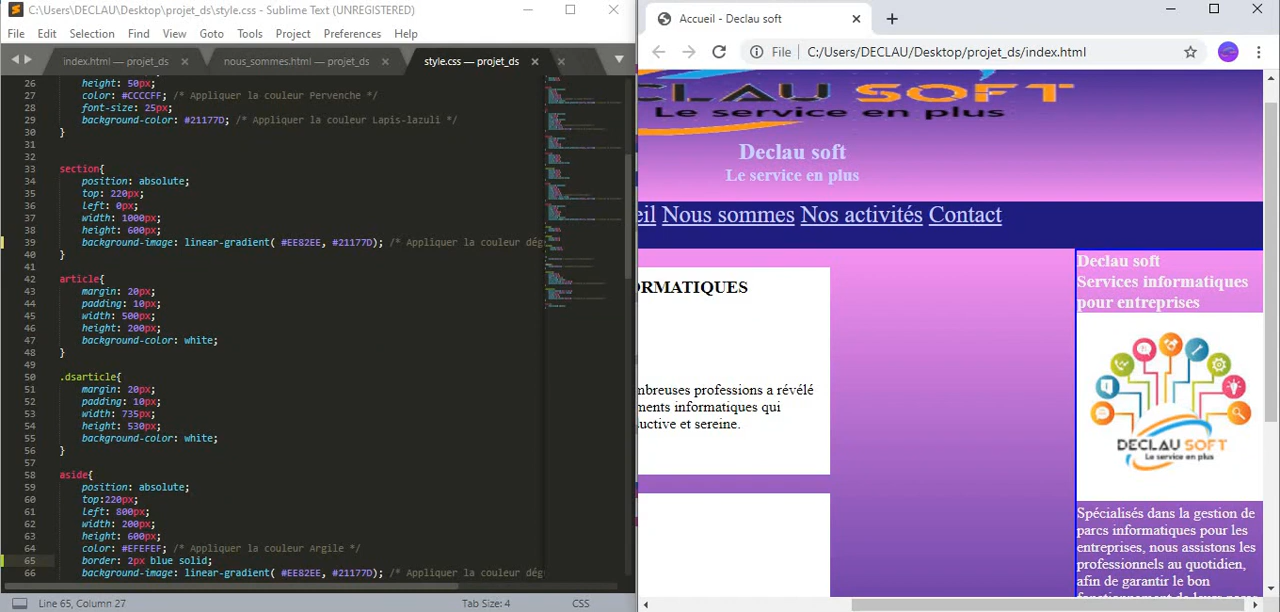 C:\Users\DECLAU\Desktop\projet_ds\style.css - Sublime Text (UNREGISTERED)
File Edit Selection Find View Goto Tools Project Preferences Help
index.html — projet_ds nous_sommes.html — projet_ds style.css — projet_ds
26 height: 50px;
27 color: #CCCCFF; /* Appliquer la couleur Pervenche */
28 font-size: 25px;
29 background-color: #21177D; /* Appliquer la couleur Lapis-lazuli */
30 }
31
32
33 section{
34 position: absolute;
35 top: 220px;
36 left: 0px;
37 width: 1000px;
38 height: 600px;
39 background-image: linear-gradient( #EE82EE, #21177D); /* Appliquer la couleur dég
40 }
41
42 article{
43 margin: 20px;
44 padding: 10px;
45 width: 500px;
46 height: 200px;
47 background-color: white;
48 }
49
50 .dsarticle{
51 margin: 20px;
52 padding: 10px;
53 width: 735px;
54 height: 530px;
55 background-color: white;
56 }
57
58 aside{
59 position: absolute;
60 top:220px;
61 left: 800px;
62 width: 200px;
63 height: 600px;
64 color: #EFEFEF; /* Appliquer la couleur Argile */
65 border: 2px blue solid;
66 background-image: linear-gradient( #EE82EE, #21177D); /* Appliquer la couleur dég
Line 65, Column 27 Tab Size: 4 CSS
Accueil - Declau soft
File C:/Users/DECLAU/Desktop/projet_ds/index.html
CLAU SOFT
Le service en plus
Declau soft
Le service en plus
eil Nous sommes Nos activités Contact
ORMATIQUES
mbreuses professions a révélé
ments informatiques qui
uctive et sereine.
Declau soft
Services informatiques
pour entreprises
DECLAU SOFT
Le service en plus
Spécialisés dans la gestion de
parcs informatiques pour les
entreprises, nous assistons les
professionnels au quotidien,
afin de garantir le bon
fonctionnement de leurs